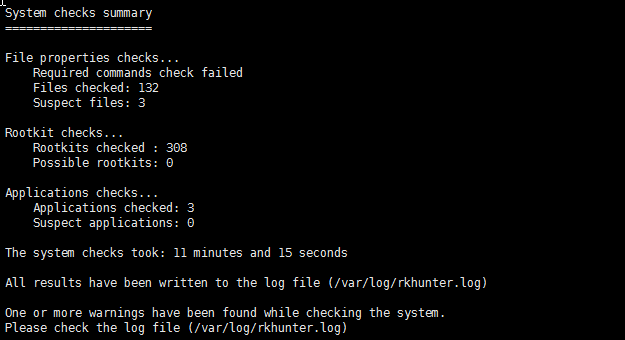 System checks summary
=====================
File properties checks...
Required commands check failed
Files checked: 132
Suspect files: 3
Rootkit checks...
Rootkits checked : 308
Possible rootkits: 0
Applications checks...
Applications checked: 3
Suspect applications: 0
The system checks took: 11 minutes and 15 seconds
All results have been written to the log file (/var/log/rkhunter.log)
One or more warnings have been found while checking the system.
Please check the log file (/var/log/rkhunter.log)